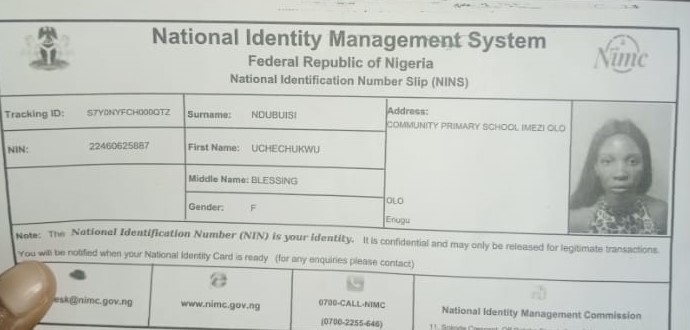 National Identity Management System
Federal Republic of Nigeria
National Identification Number Slip (NINS)
Nimc
Tracking ID: S7Y0NYFCH000QTZ
Surname: NDUBUISI
Address:
COMMUNITY PRIMARY SCHOOL IMEZI OLO
NIN: 22460625887
First Name: UCHECHUKWU
Middle Name: BLESSING
Gender: F
OLO
Enugu
Note: The National Identification Number (NIN) is your identity. It is confidential and may only be released for legitimate transactions.
You will be notified when your National Identity Card is ready (for any enquiries please contact)
esk@nimc.gov.ng
www.nimc.gov.ng
0700-CALL-NIMC
(0700-2255-646)
National Identity Management Commission
11,